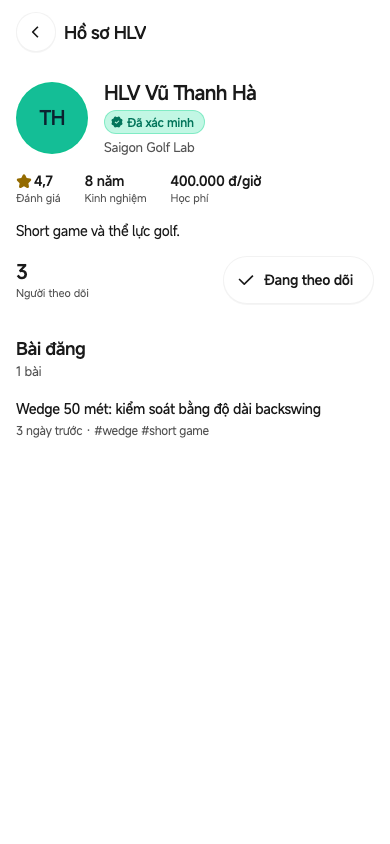 Hồ sơ HLV
TH
HLV Vũ Thanh Hà
Đã xác minh
Saigon Golf Lab
4,7
8 năm
400.000 đ/giờ
Đánh giá
Kinh nghiệm
Học phí
Short game và thể lực golf.
3
Người theo dõi
Đang theo dõi
Bài đăng
1 bài
Wedge 50 mét: kiểm soát bằng độ dài backswing
3 ngày trước · #wedge #short game